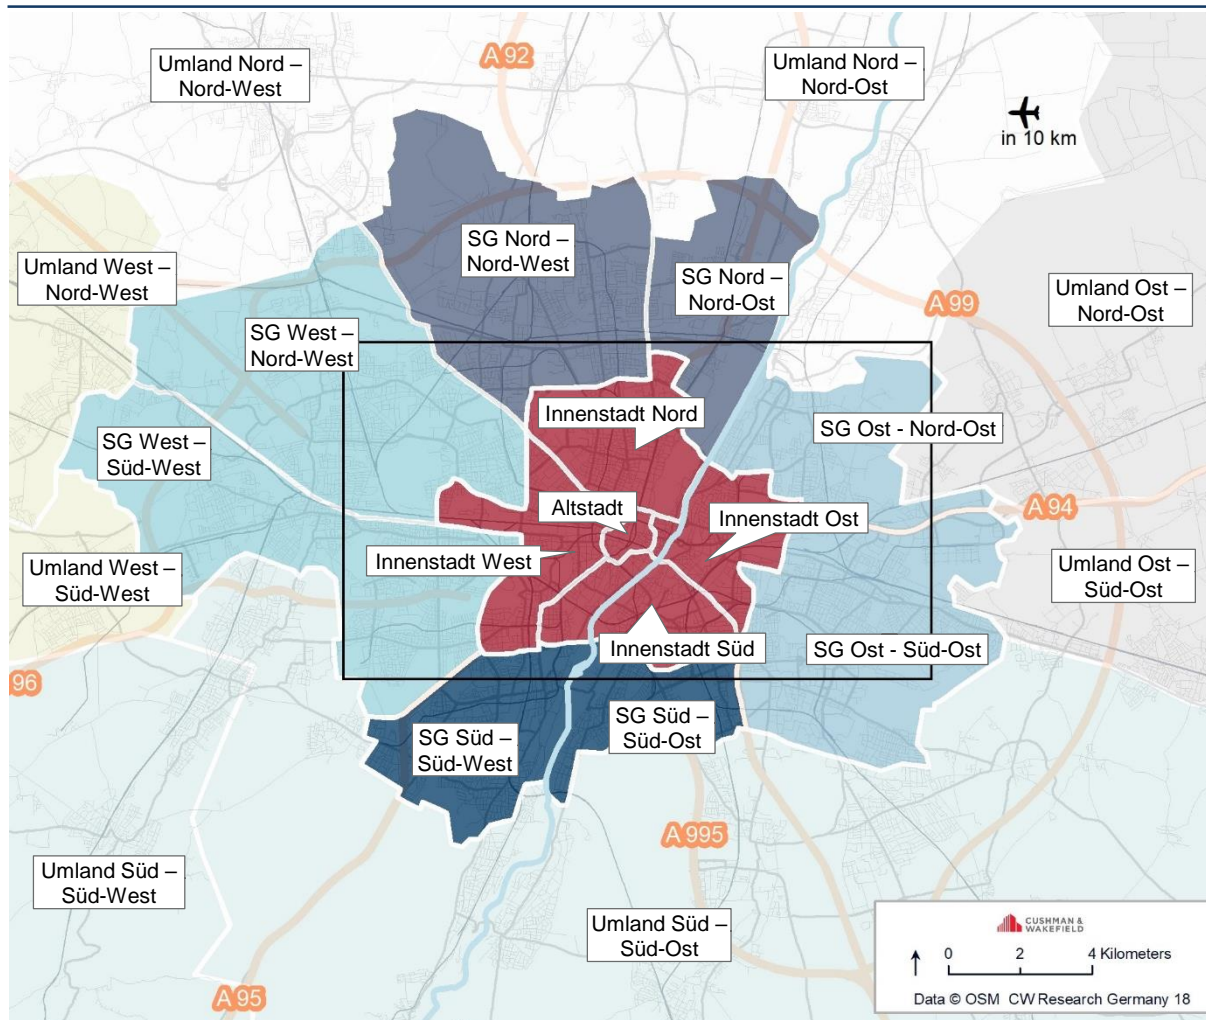 Umland Nord –
Nord-West
A 92
Umland Nord –
Nord-Ost
in 10 km
SG Nord –
Nord-West
Umland West –
Nord-West
SG Nord –
Nord-Ost
A 99
Umland Ost –
Nord-Ost
SG West –
Nord-West
Innenstadt Nord
SG Ost - Nord-Ost
SG West –
Süd-West
Altstadt
Innenstadt Ost
A 94
Innenstadt West
Umland West –
Süd-West
Umland Ost –
Süd-Ost
Innenstadt Süd
SG Ost - Süd-Ost
96
SG Süd –
Süd-West
SG Süd –
Süd-Ost
A 995
Umland Süd –
Süd-West
Umland Süd –
Süd-Ost
A 95
CUSHMAN &
WAKEFIELD
0 2 4 Kilometers
Data © OSM CW Research Germany 18